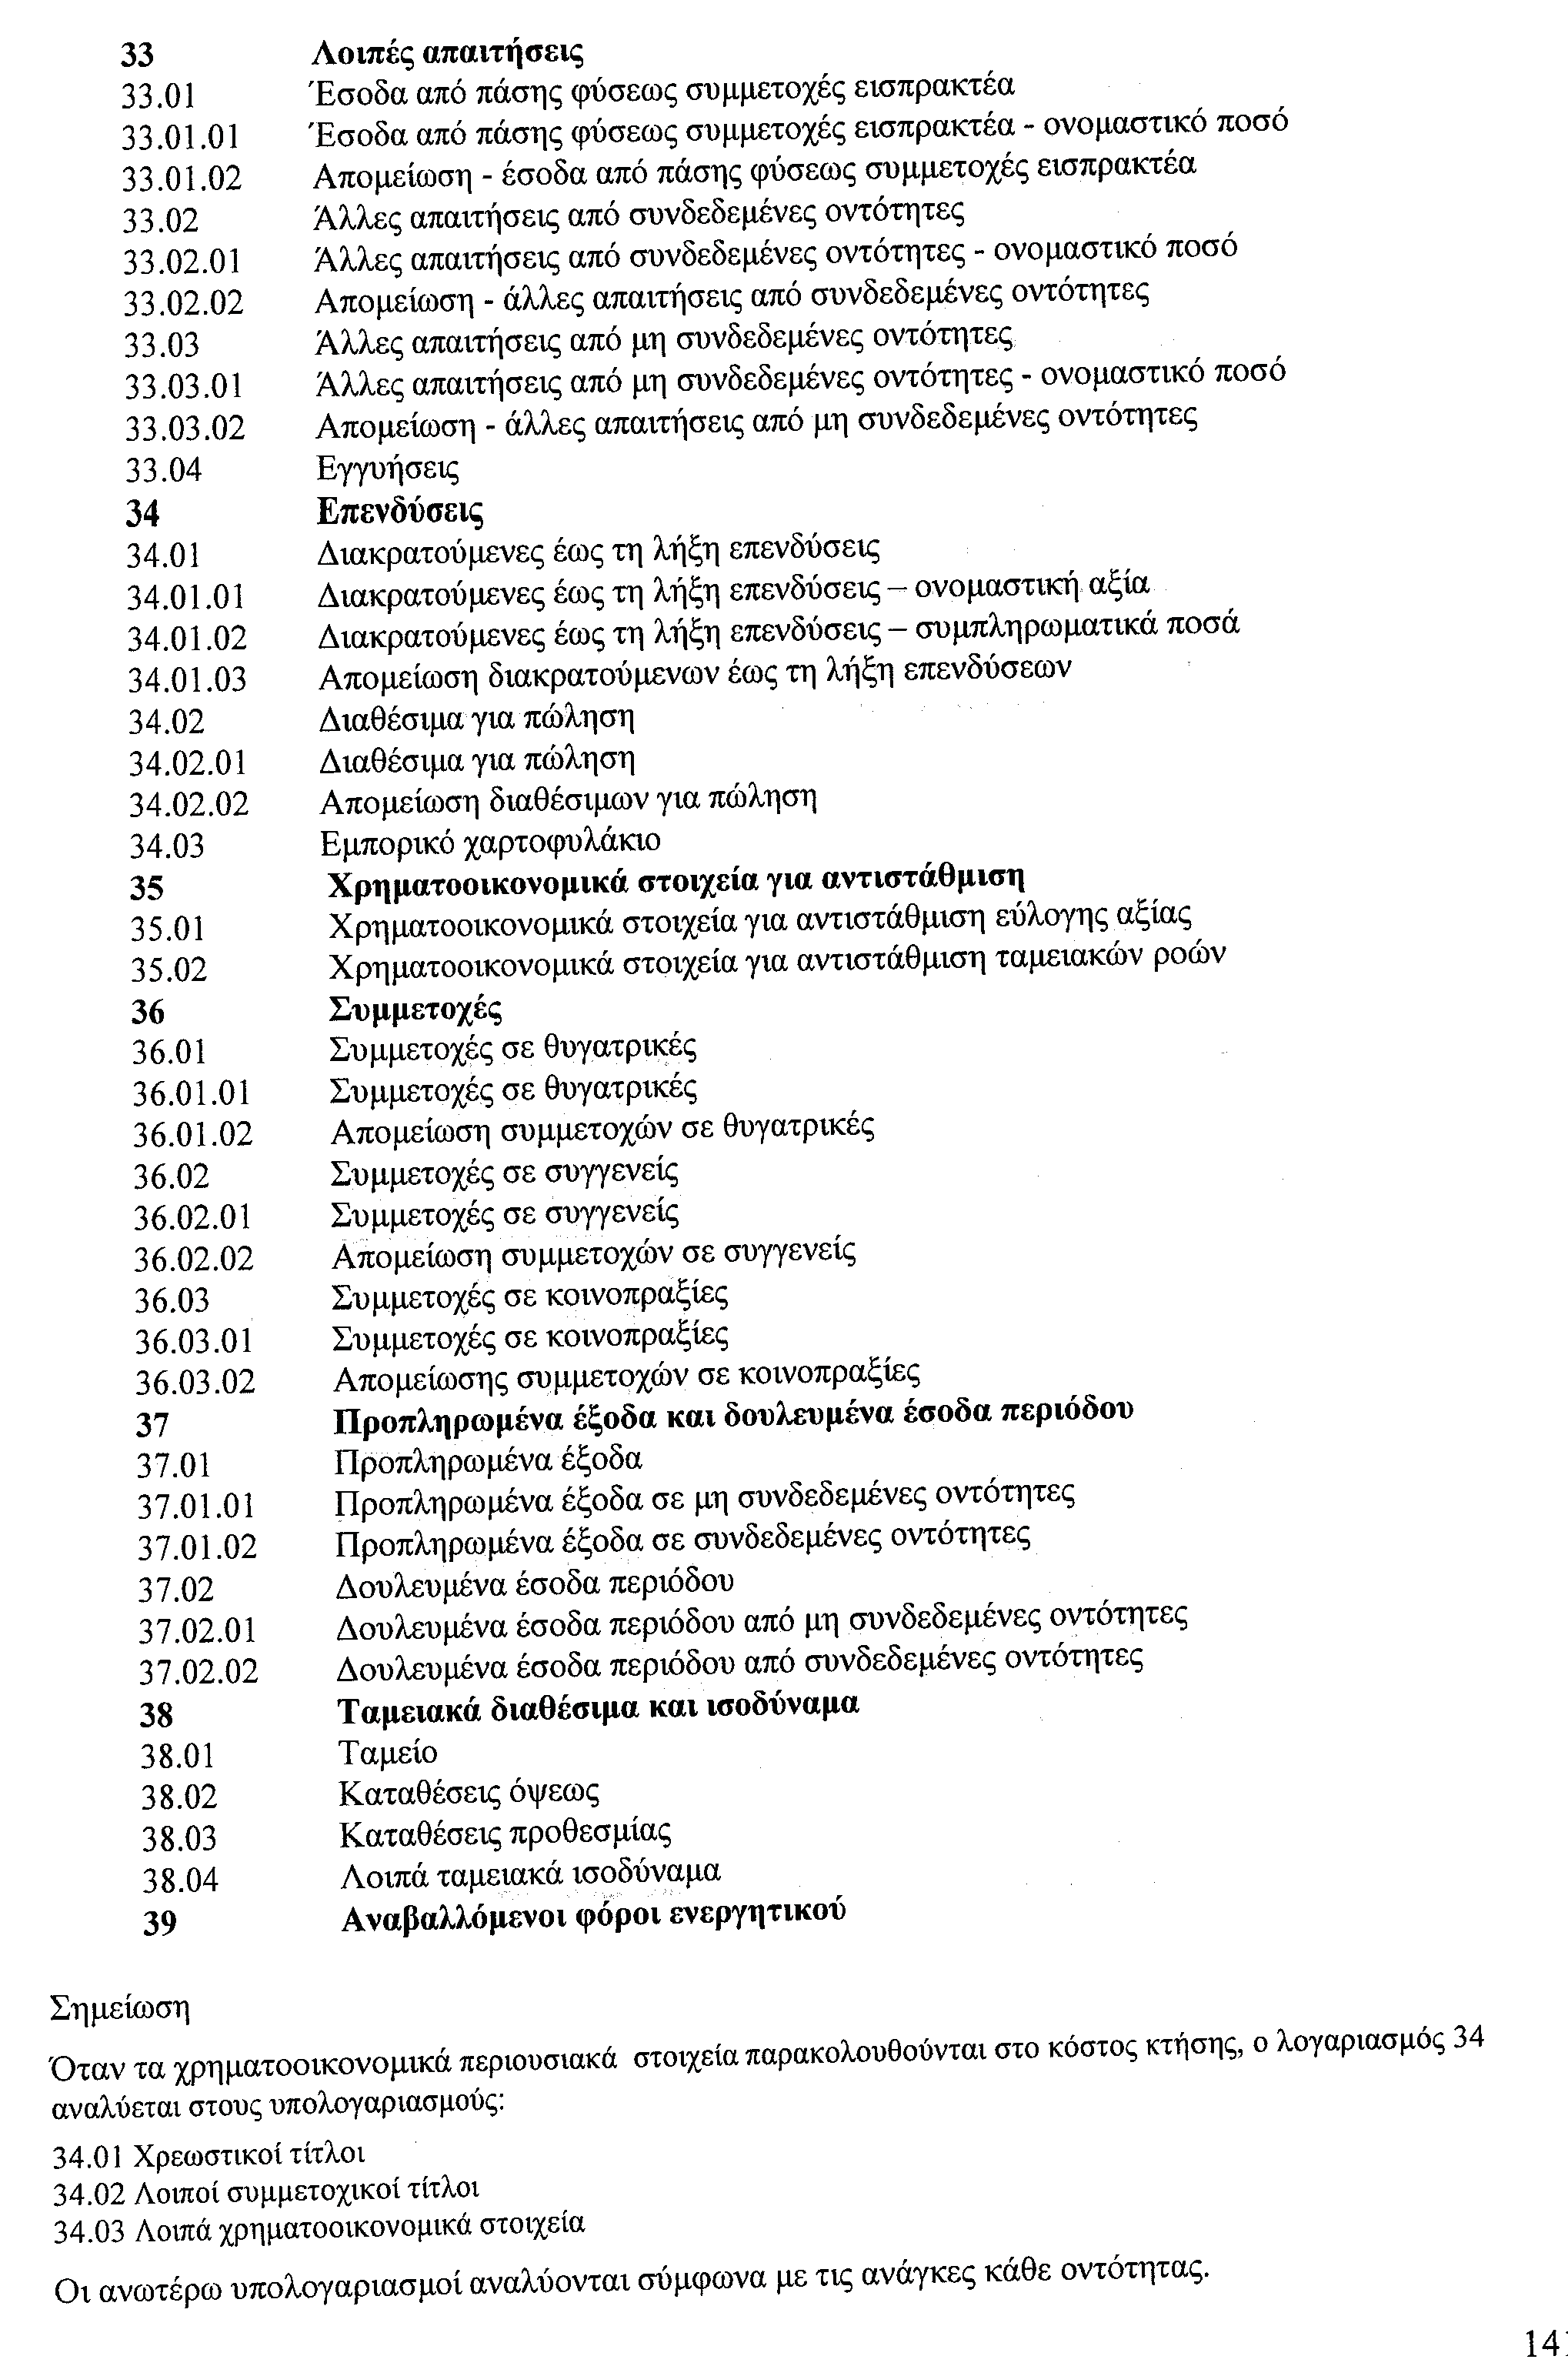 33 Λοιπές απαιτήσεις
33.01 Έσοδα από πάσης φύσεως συμμετοχές εισπρακτέα
33.01.01 Έσοδα από πάσης φύσεως συμμετοχές εισπρακτέα - ονομαστικό ποσό
33.01.02 Απομείωση - έσοδα από πάσης φύσεως συμμετοχές εισπρακτέα
33.02 Άλλες απαιτήσεις από συνδεδεμένες οντότητες
33.02.01 Άλλες απαιτήσεις από συνδεδεμένες οντότητες - ονομαστικό ποσό
33.02.02 Απομείωση - άλλες απαιτήσεις από συνδεδεμένες οντότητες
33.03 Άλλες απαιτήσεις από μη συνδεδεμένες οντότητες
33.03.01 Άλλες απαιτήσεις από μη συνδεδεμένες οντότητες - ονομαστικό ποσό
33.03.02 Απομείωση - άλλες απαιτήσεις από μη συνδεδεμένες οντότητες
33.04 Εγγυήσεις
34 Επενδύσεις
34.01 Διακρατούμενες έως τη λήξη επενδύσεις
34.01.01 Διακρατούμενες έως τη λήξη επενδύσεις – ονομαστική αξία
34.01.02 Διακρατούμενες έως τη λήξη επενδύσεις – συμπληρωματικά ποσά
34.01.03 Απομείωση διακρατούμενων έως τη λήξη επενδύσεων
34.02 Διαθέσιμα για πώληση
34.02.01 Διαθέσιμα για πώληση
34.02.02 Απομείωση διαθέσιμων για πώληση
34.03 Εμπορικό χαρτοφυλάκιο
35 Χρηματοοικονομικά στοιχεία για αντιστάθμιση
35.01 Χρηματοοικονομικά στοιχεία για αντιστάθμιση εύλογης αξίας
35.02 Χρηματοοικονομικά στοιχεία για αντιστάθμιση ταμειακών ροών
36 Συμμετοχές
36.01 Συμμετοχές σε θυγατρικές
36.01.01 Συμμετοχές σε θυγατρικές
36.01.02 Απομείωση συμμετοχών σε θυγατρικές
36.02 Συμμετοχές σε συγγενείς
36.02.01 Συμμετοχές σε συγγενείς
36.02.02 Απομείωση συμμετοχών σε συγγενείς
36.03 Συμμετοχές σε κοινοπραξίες
36.03.01 Συμμετοχές σε κοινοπραξίες
36.03.02 Απομείωσης συμμετοχών σε κοινοπραξίες
37 Προπληρωμένα έξοδα και δουλευμένα έσοδα περιόδου
37.01 Προπληρωμένα έξοδα
37.01.01 Προπληρωμένα έξοδα σε μη συνδεδεμένες οντότητες
37.01.02 Προπληρωμένα έξοδα σε συνδεδεμένες οντότητες
37.02 Δουλευμένα έσοδα περιόδου
37.02.01 Δουλευμένα έσοδα περιόδου από μη συνδεδεμένες οντότητες
37.02.02 Δουλευμένα έσοδα περιόδου από συνδεδεμένες οντότητες
38 Ταμειακά διαθέσιμα και ισοδύναμα
38.01 Ταμείο
38.02 Καταθέσεις όψεως
38.03 Καταθέσεις προθεσμίας
38.04 Λοιπά ταμειακά ισοδύναμα
39 Αναβαλλόμενοι φόροι ενεργητικού
Σημείωση
Όταν τα χρηματοοικονομικά περιουσιακά στοιχεία παρακολουθούνται στο κόστος κτήσης, ο λογαριασμός 34
αναλύεται στους υπολογαριασμούς:
34.01 Χρεωστικοί τίτλοι
34.02 Λοιποί συμμετοχικοί τίτλοι
34.03 Λοιπά χρηματοοικονομικά στοιχεία
Οι ανωτέρω υπολογαριασμοί αναλύονται σύμφωνα με τις ανάγκες κάθε οντότητας.